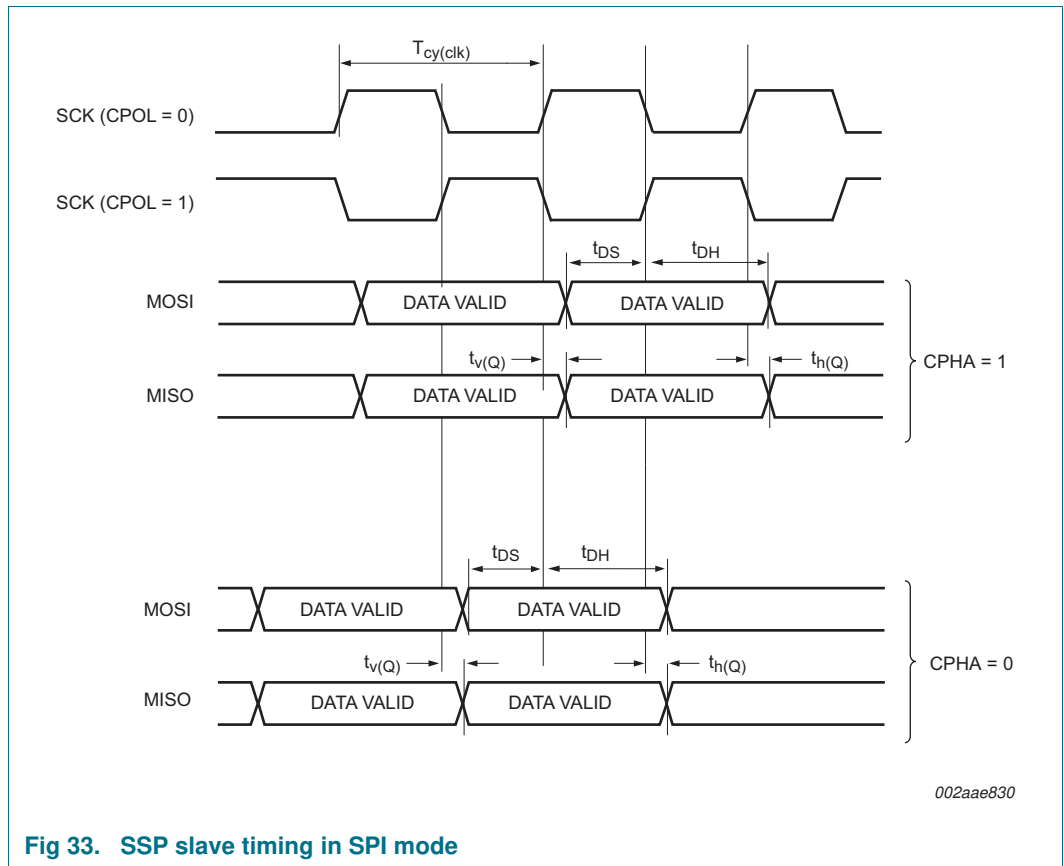 Tcy(clk)
SCK (CPOL = 0)
SCK (CPOL = 1)
tDS tDH
MOSI DATA VALID DATA VALID
tv(Q) th(Q)
CPHA = 1
MISO DATA VALID DATA VALID
tDS tDH
MOSI DATA VALID DATA VALID
tv(Q) th(Q)
CPHA = 0
MISO DATA VALID DATA VALID
002aae830
Fig 33. SSP slave timing in SPI mode